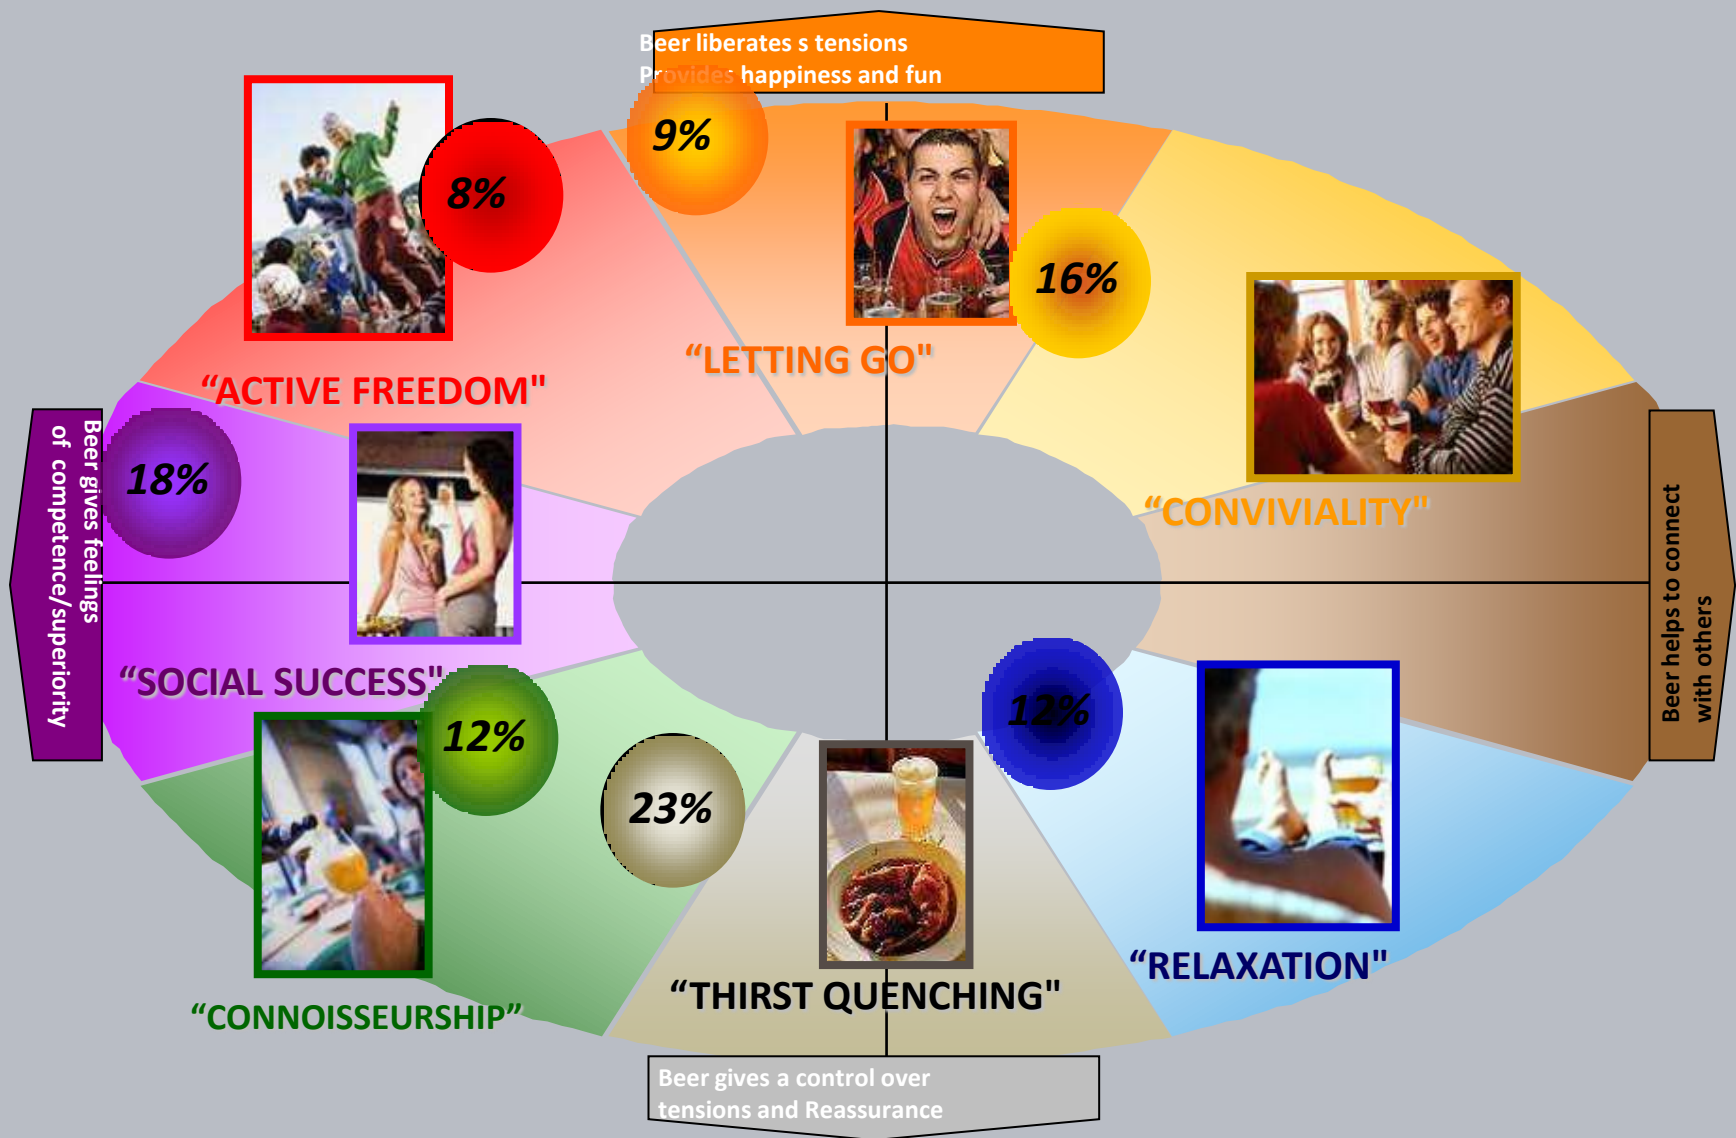 Beer liberates s tensions
Provides happiness and fun
9%
8%
16%
“LETTING GO"
“ACTIVE FREEDOM"
“CONVIVIALITY"
Beer gives feelings
of competence/superiority
18%
Beer helps to connect
with others
“SOCIAL SUCCESS"
12%
12%
23%
“RELAXATION"
“THIRST QUENCHING"
“CONNOISSEURSHIP”
Beer gives a control over
tensions and Reassurance